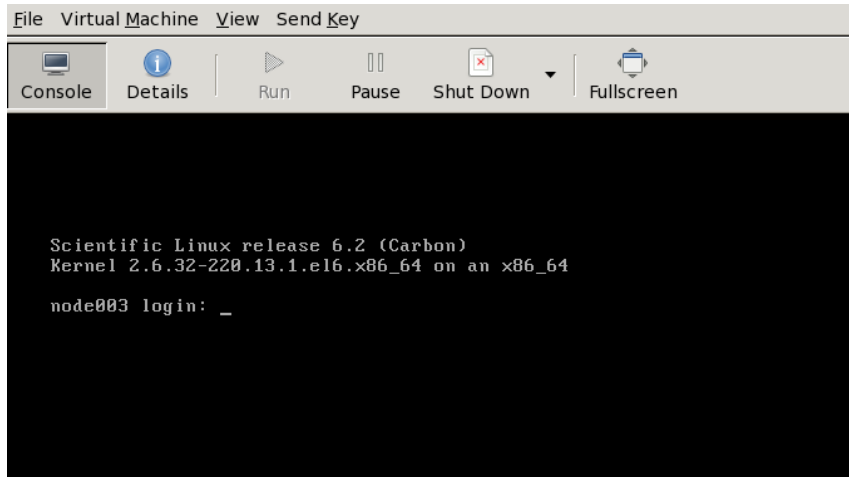 File Virtual Machine View Send Key
Console Details Run Pause Shut Down Fullscreen
Scientific Linux release 6.2 (Carbon)
Kernel 2.6.32-220.13.1.el6.x86_64 on an x86_64
node003 login: _